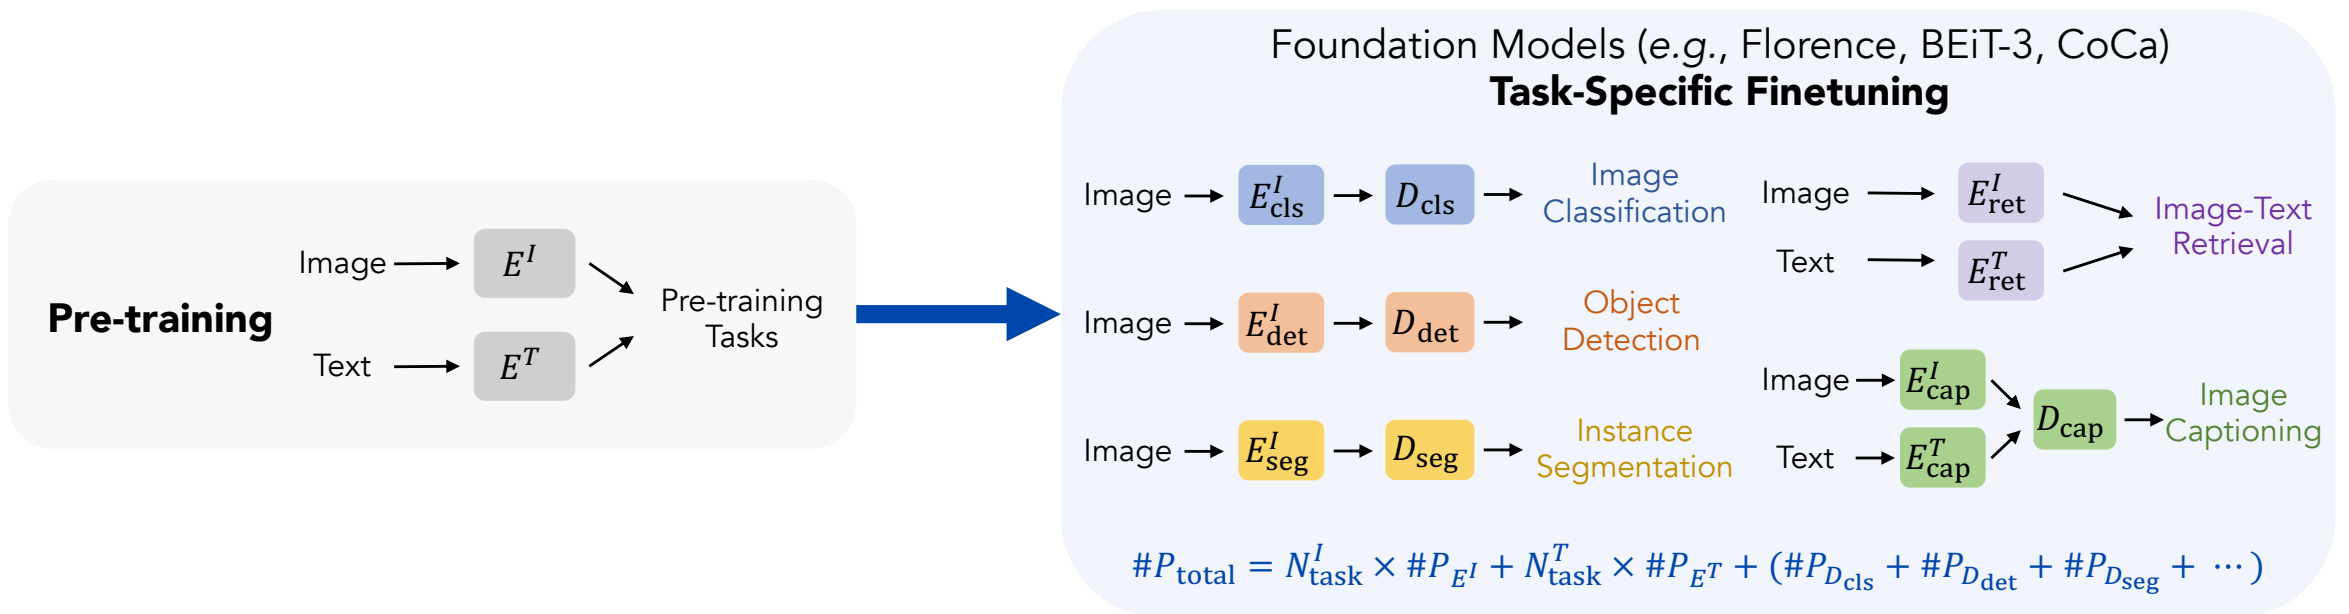 Pre-training
Image
E^I
Text
E^T
Pre-training
Tasks
Foundation Models (e.g., Florence, BEiT-3, CoCa)
Task-Specific Finetuning
Image
E^I_cls
D_cls
Image
Classification
Image
E^I_det
D_det
Object
Detection
Image
E^I_seg
D_seg
Instance
Segmentation
Image
E^I_ret
Text
E^T_ret
Image-Text
Retrieval
Image
E^I_cap
Text
E^T_cap
D_cap
Image
Captioning
#P_total = N^I_task × #P_{E^I} + N^T_task × #P_{E^T} + (#P_{D_cls} + #P_{D_det} + #P_{D_seg} + ⋯)